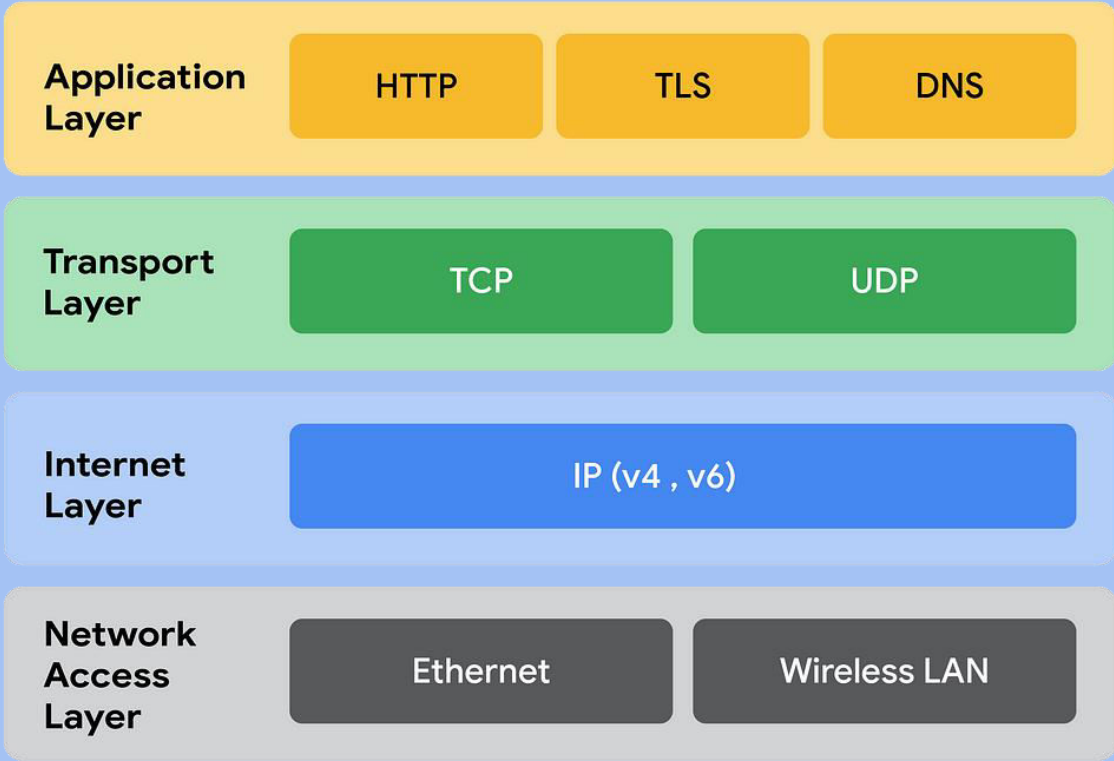 Application
Layer
HTTP
TLS
DNS
Transport
Layer
TCP
UDP
Internet
Layer
IP (v4 , v6)
Network
Access
Layer
Ethernet
Wireless LAN